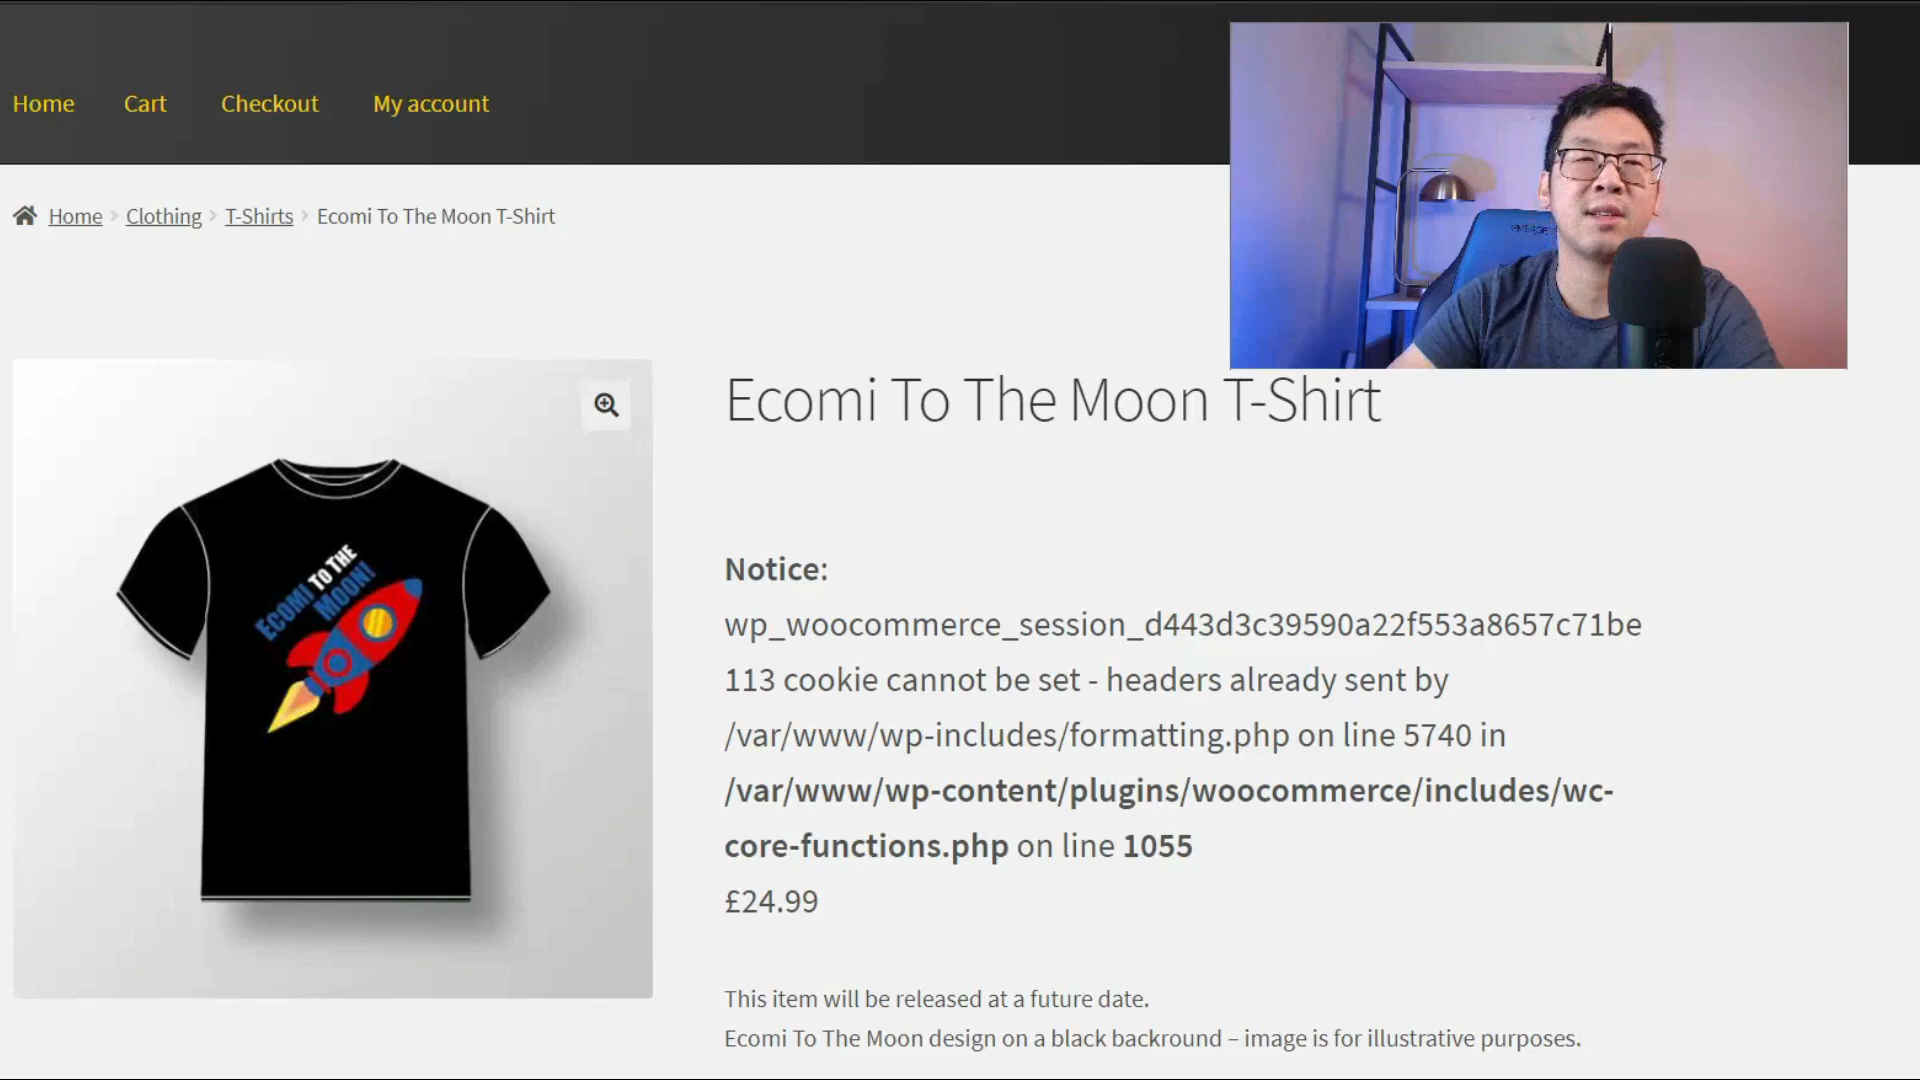 Home Cart Checkout My account
Home > Clothing > T-Shirts > Ecomi To The Moon T-Shirt
ECOMI TO THE
MOON!
Ecomi To The Moon T-Shirt
Notice:
wp_woocommerce_session_d443d3c39590a22f553a8657c71be
113 cookie cannot be set - headers already sent by
/var/www/wp-includes/formatting.php on line 5740 in
/var/www/wp-content/plugins/woocommerce/includes/wc-
core-functions.php on line 1055
£24.99
This item will be released at a future date.
Ecomi To The Moon design on a black backround – image is for illustrative purposes.